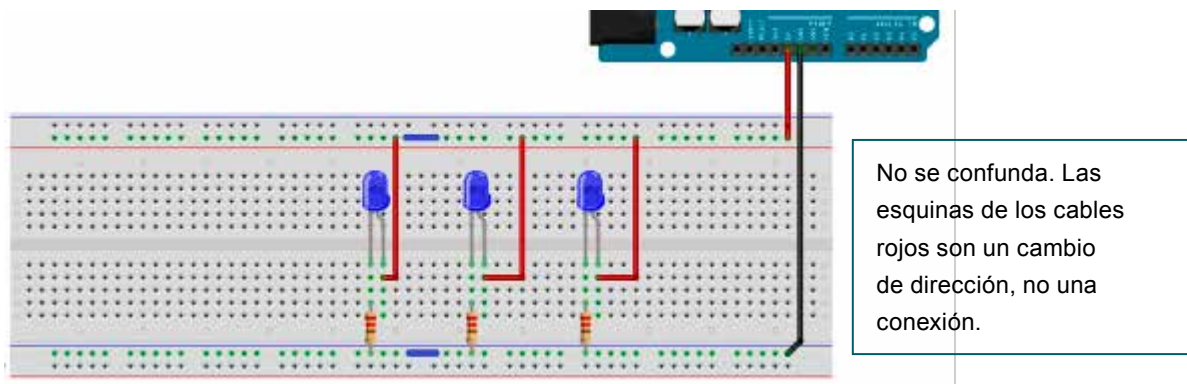 No se confunda. Las
esquinas de los cables
rojos son un cambio
de dirección, no una
conexión.